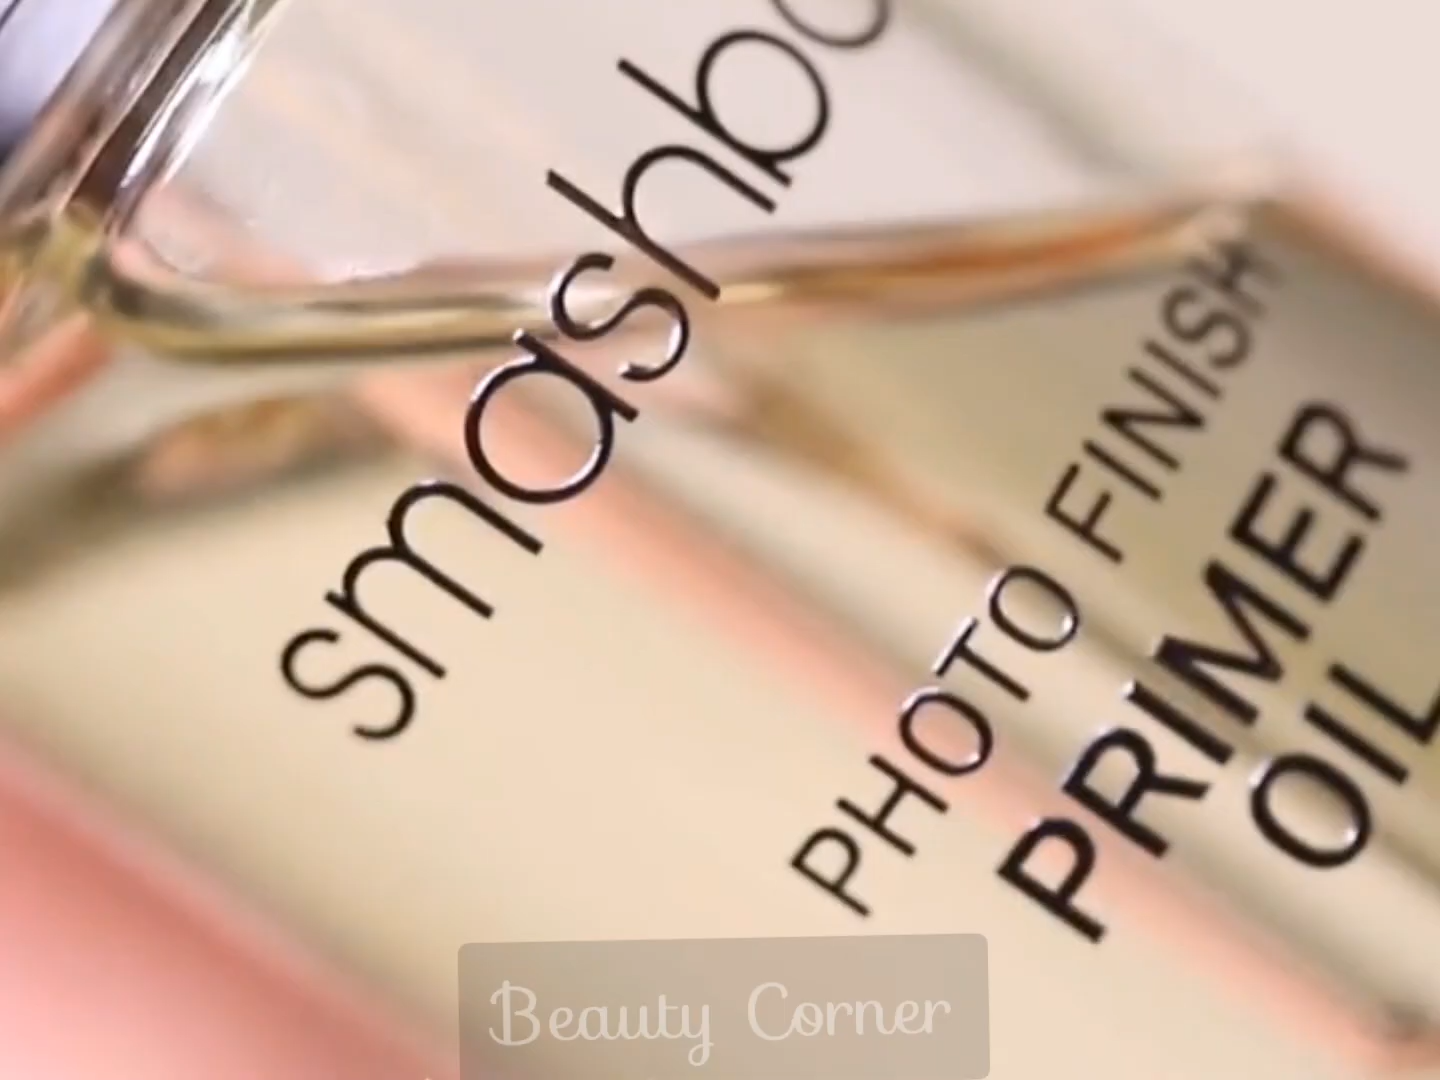 smashbo
PHOTO FINISH
PRIMER
OIL
Beauty Corner